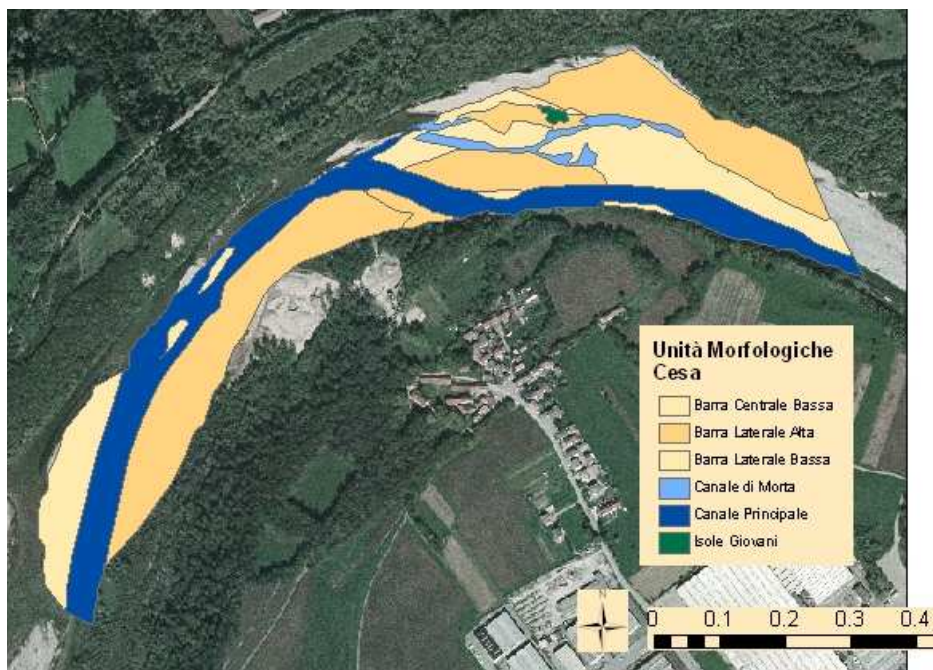 Unità Morfologiche
Cesa
Barra Centrale Bassa
Barra Laterale Alta
Barra Laterale Bassa
Canale di Morta
Canale Principale
Isole Giovani
N
0 0.1 0.2 0.3 0.4